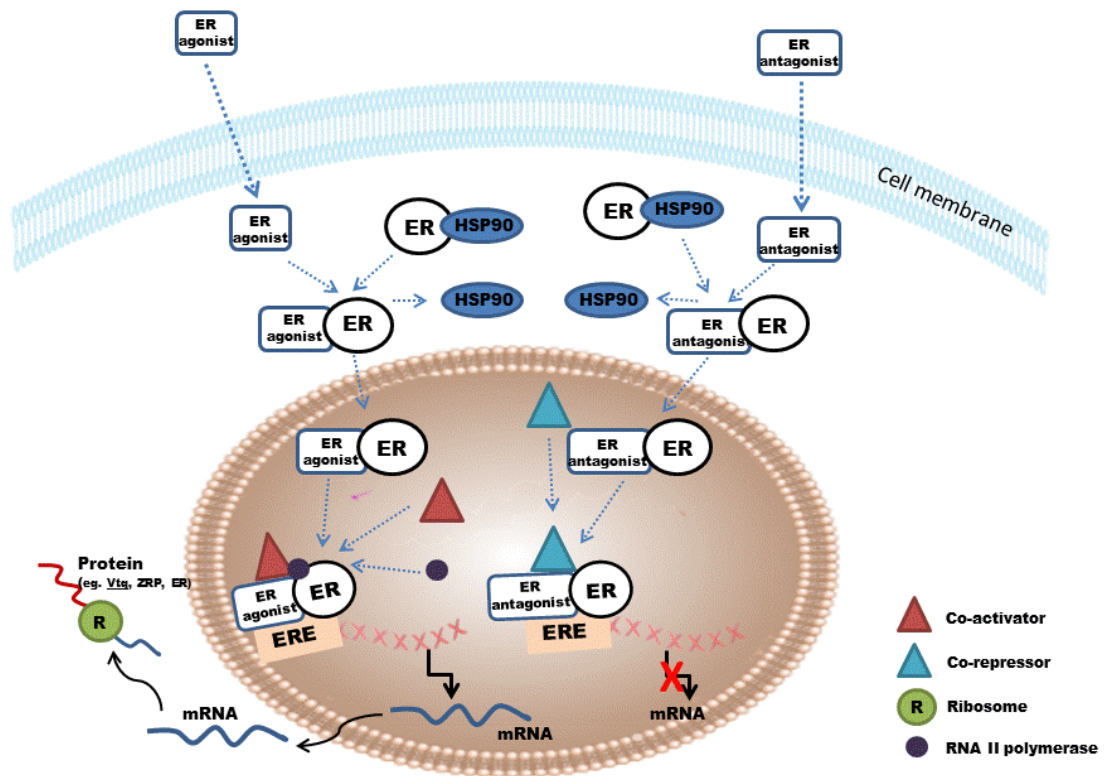 ER
agonist
ER
antagonist
Cell membrane
ER
agonist
ER
HSP90
ER
HSP90
ER
antagonist
ER
agonist
ER
HSP90
HSP90
ER
antagonis
ER
ER
agonist
ER
ER
antagonist
ER
Protein
(eg. Vtg, ZRP, ER)
R
ER
agonist
ER
ERE
ER
antagonist
ER
ERE
X
mRNA
mRNA
mRNA
Co-activator
Co-repressor
R
Ribosome
RNA II polymerase